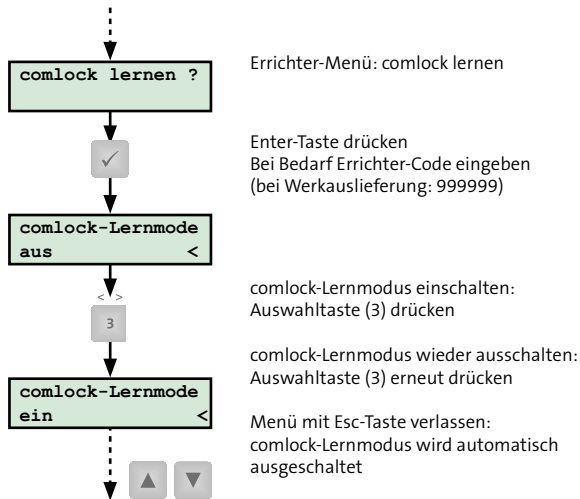 comlock lernen ?
Errichter-Menü: comlock lernen
Enter-Taste drücken
Bei Bedarf Errichter-Code eingeben
(bei Werkauslieferung: 999999)
comlock-Lernmode
aus <
< >
3
comlock-Lernmodus einschalten:
Auswahltaste (3) drücken
comlock-Lernmodus wieder ausschalten:
Auswahltaste (3) erneut drücken
comlock-Lernmode
ein <
Menü mit Esc-Taste verlassen:
comlock-Lernmodus wird automatisch
ausgeschaltet